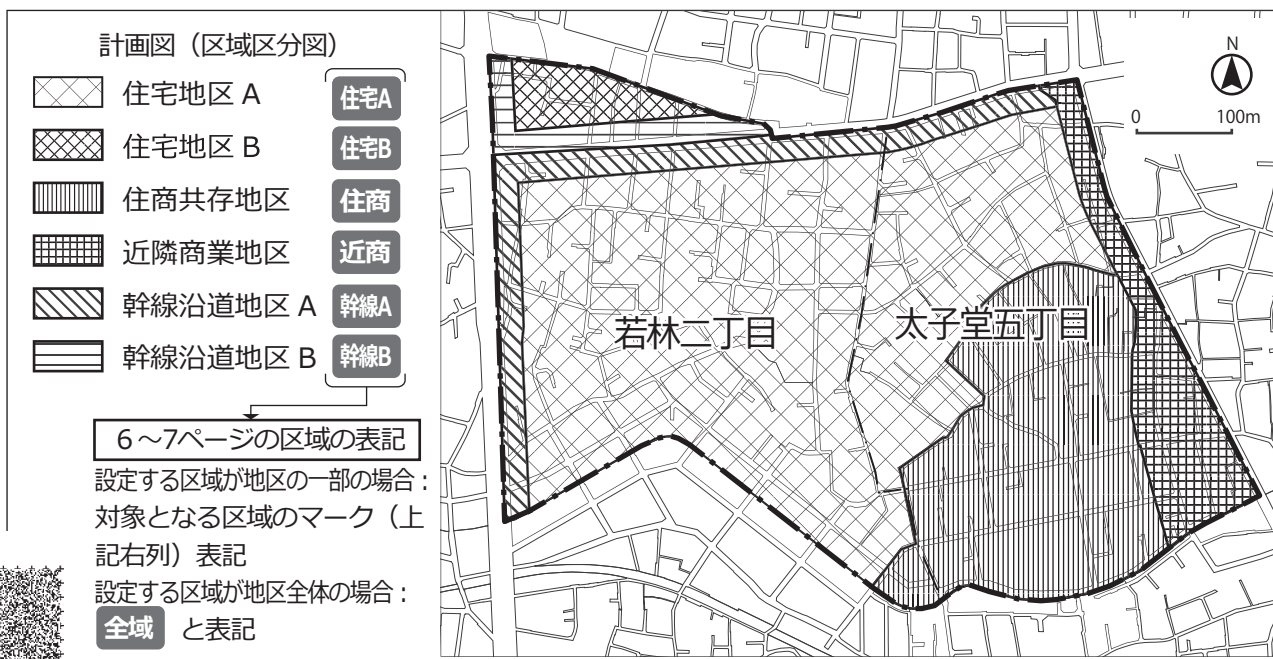 計画図（区域区分図）
住宅地区 A 住宅A
住宅地区 B 住宅B
住商共存地区 住商
近隣商業地区 近商
幹線沿道地区 A 幹線A
幹線沿道地区 B 幹線B
６～7ページの区域の表記
設定する区域が地区の一部の場合：
対象となる区域のマーク（上
記右列）表記
設定する区域が地区全体の場合：
全域 と表記
N
0 100m
若林二丁目
太子堂五丁目